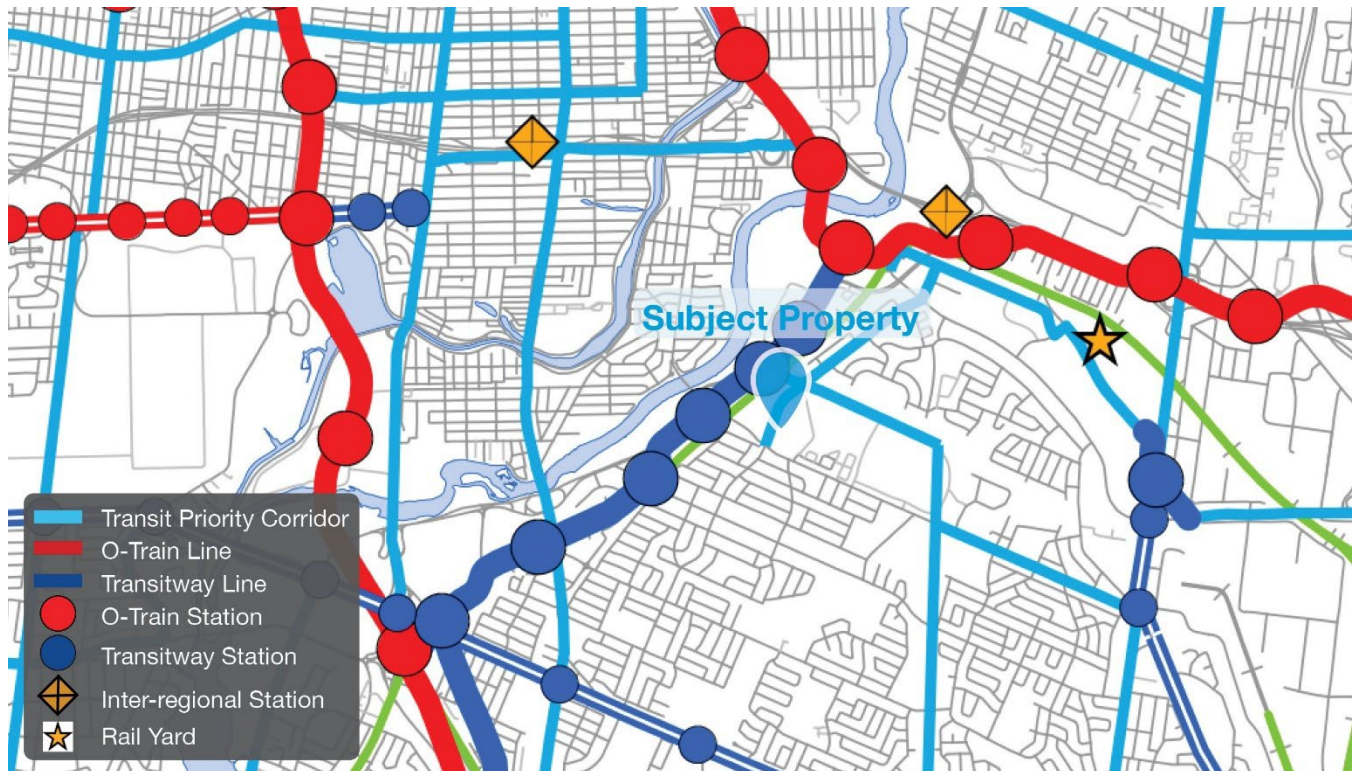 Subject Property
Transit Priority Corridor
O-Train Line
Transitway Line
O-Train Station
Transitway Station
Inter-regional Station
Rail Yard